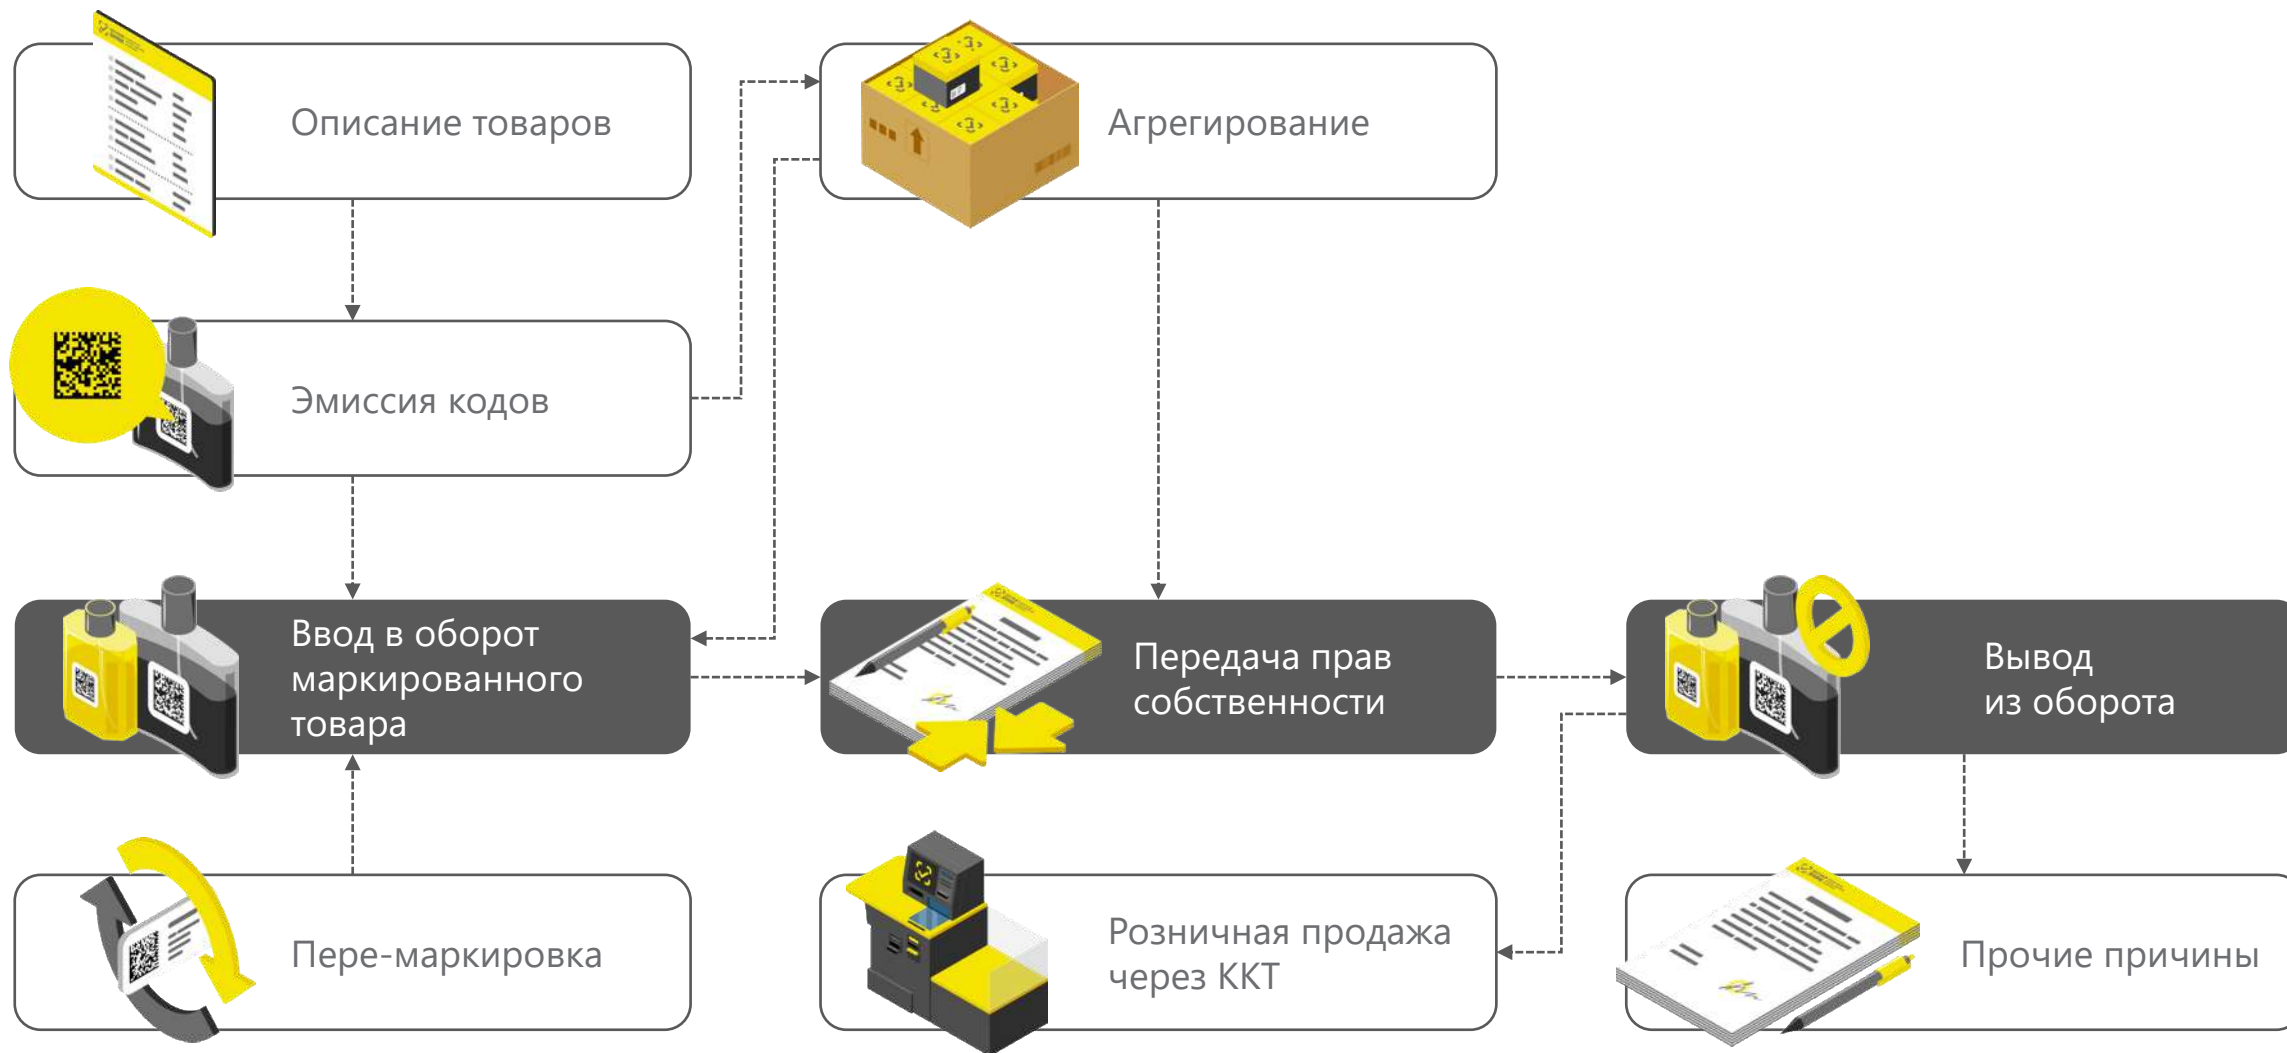 Описание товаров
Агрегирование
Эмиссия кодов
Ввод в оборот
маркированного
товара
Передача прав
собственности
Вывод
из оборота
Пере-маркировка
Розничная продажа
через ККТ
Прочие причины